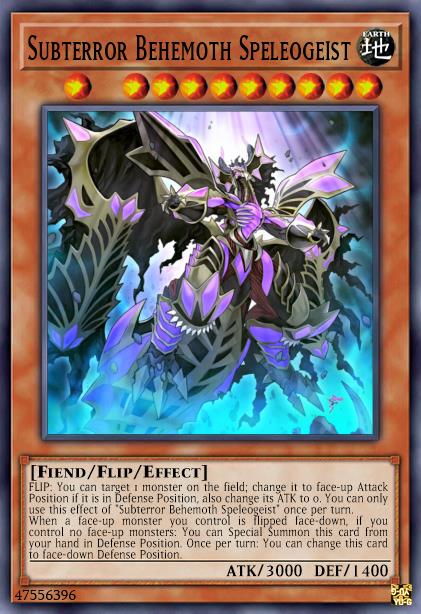 SUBTERROR BEHEMOTH SPELEOGEIST
EARTH
地
[FIEND/FLIP/EFFECT]
FLIP: You can target 1 monster on the field; change it to face-up Attack
Position if it is in Defense Position, also change its ATK to 0. You can only
use this effect of "Subterror Behemoth Speleogeist" once per turn.
When a face-up monster you control is flipped face-down, if you
control no face-up monsters: You can Special Summon this card from
your hand in Defense Position. Once per turn: You can change this card
to face-down Defense Position.
ATK/3000 DEF/1400
47556396